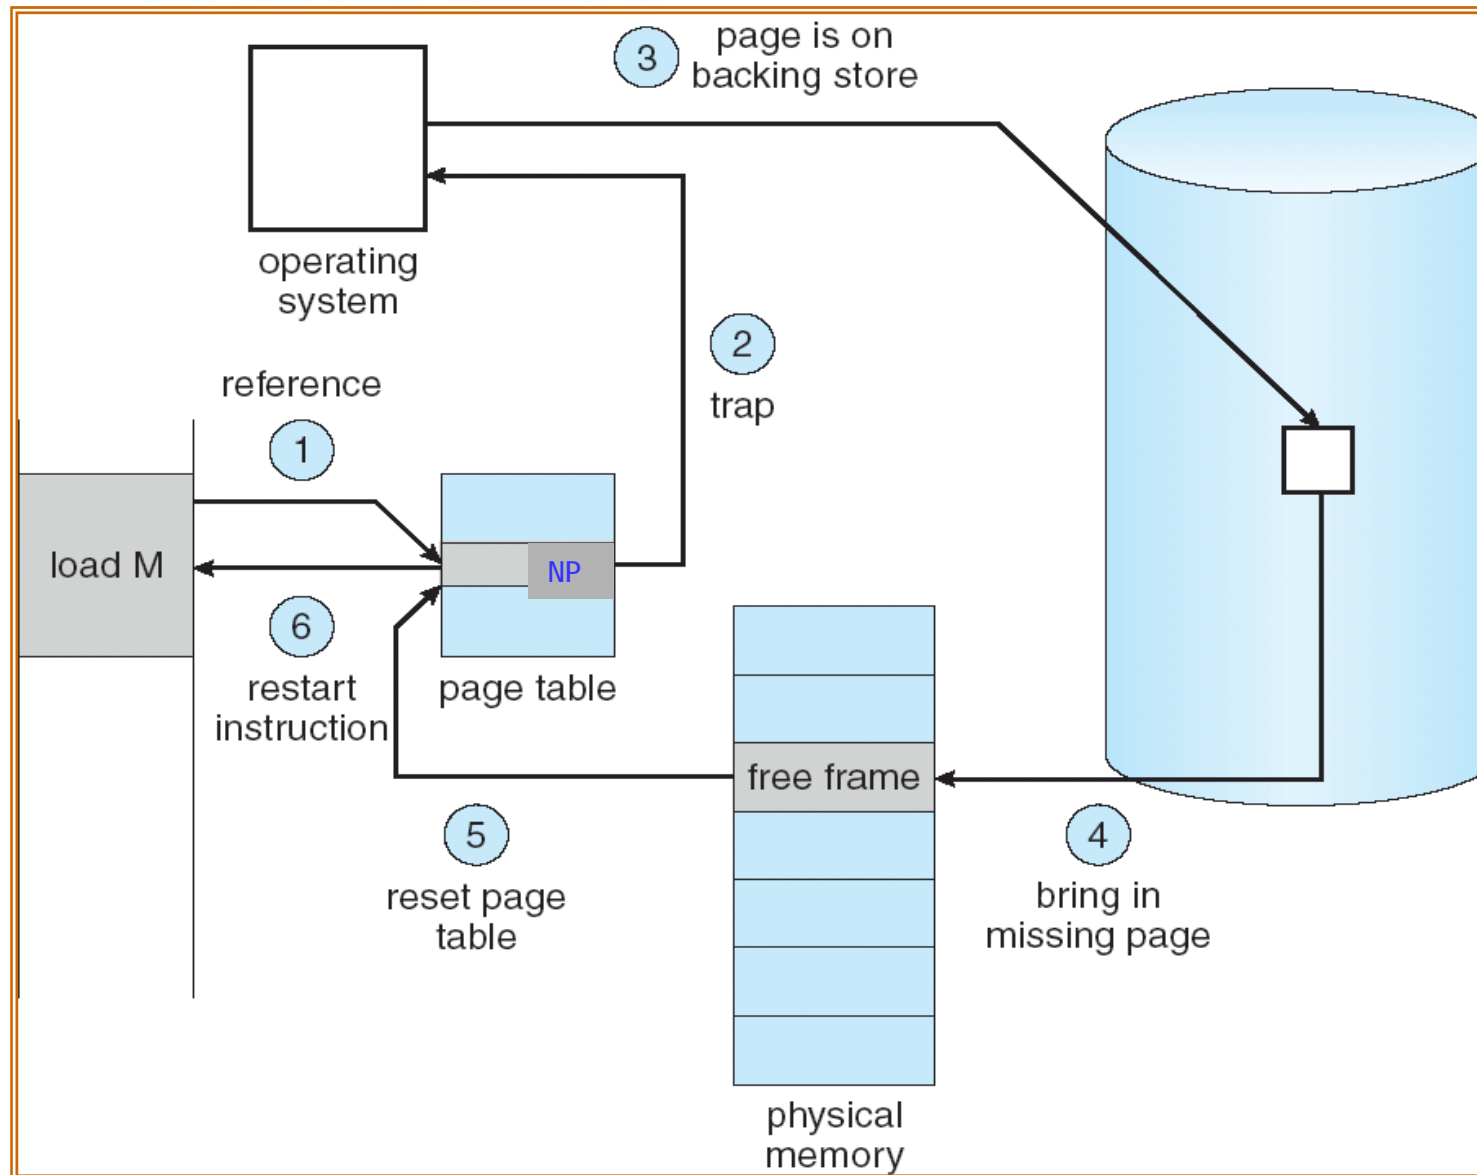 3
page is on
backing store
operating
system
2
trap
reference
1
load M
NP
6
restart
instruction
page table
free frame
5
reset page
table
4
bring in
missing page
physical
memory